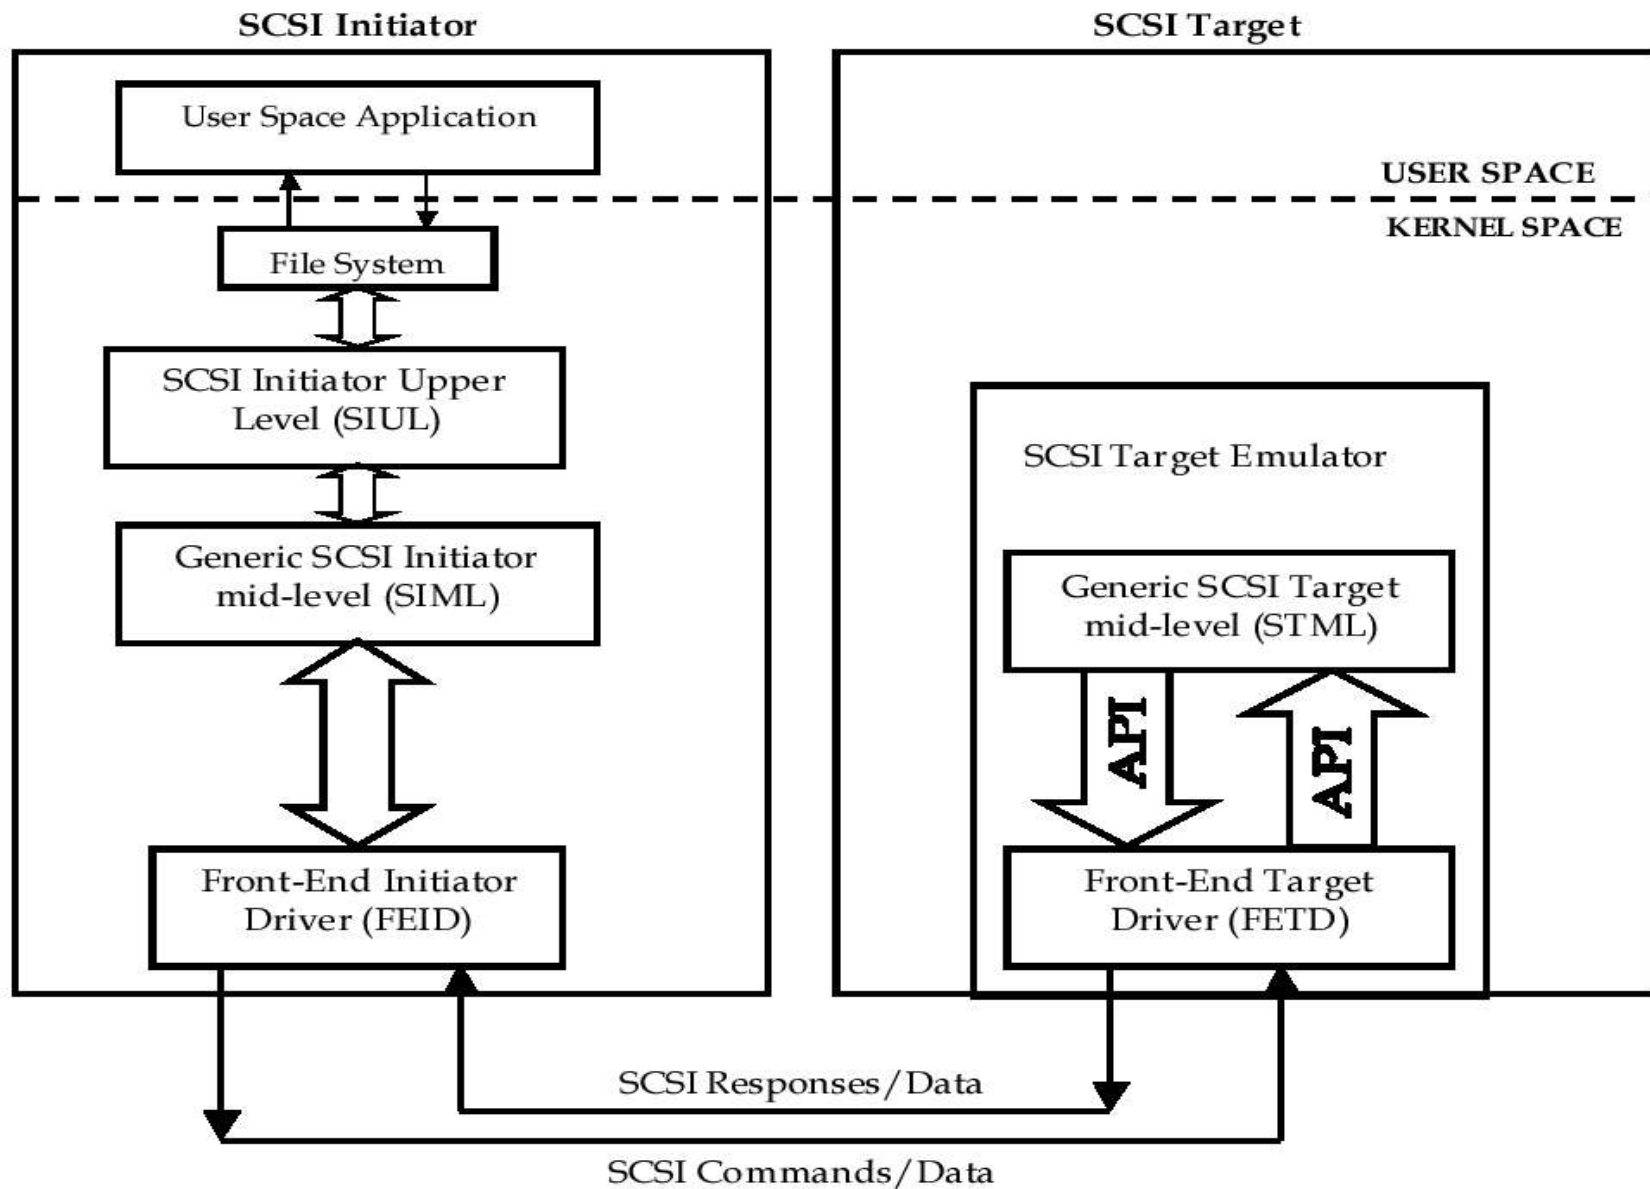 SCSI Initiator
SCSI Target
User Space Application
USER SPACE
KERNEL SPACE
File System
SCSI Initiator Upper
Level (SIUL)
SCSI Target Emulator
Generic SCSI Initiator
mid-level (SIML)
Generic SCSI Target
mid-level (STML)
API
API
Front-End Initiator
Driver (FEID)
Front-End Target
Driver (FETD)
SCSI Responses/Data
SCSI Commands/Data